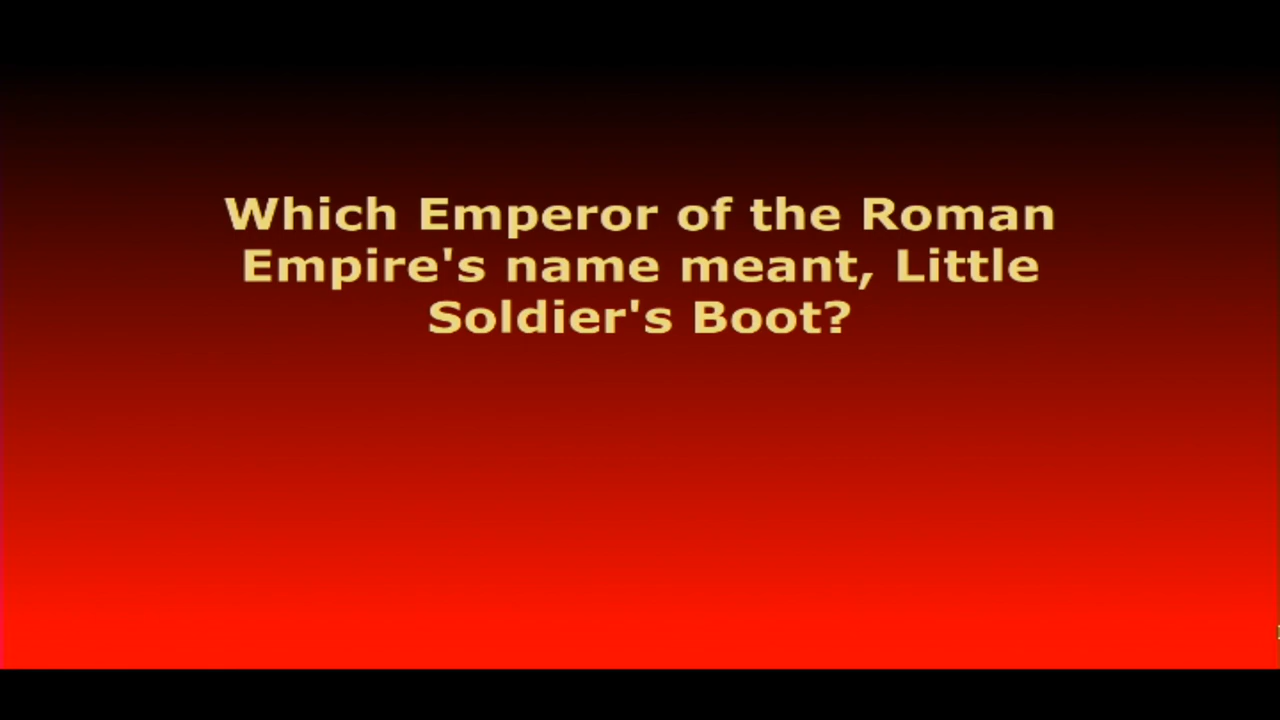 Which Emperor of the Roman
Empire's name meant, Little
Soldier's Boot?